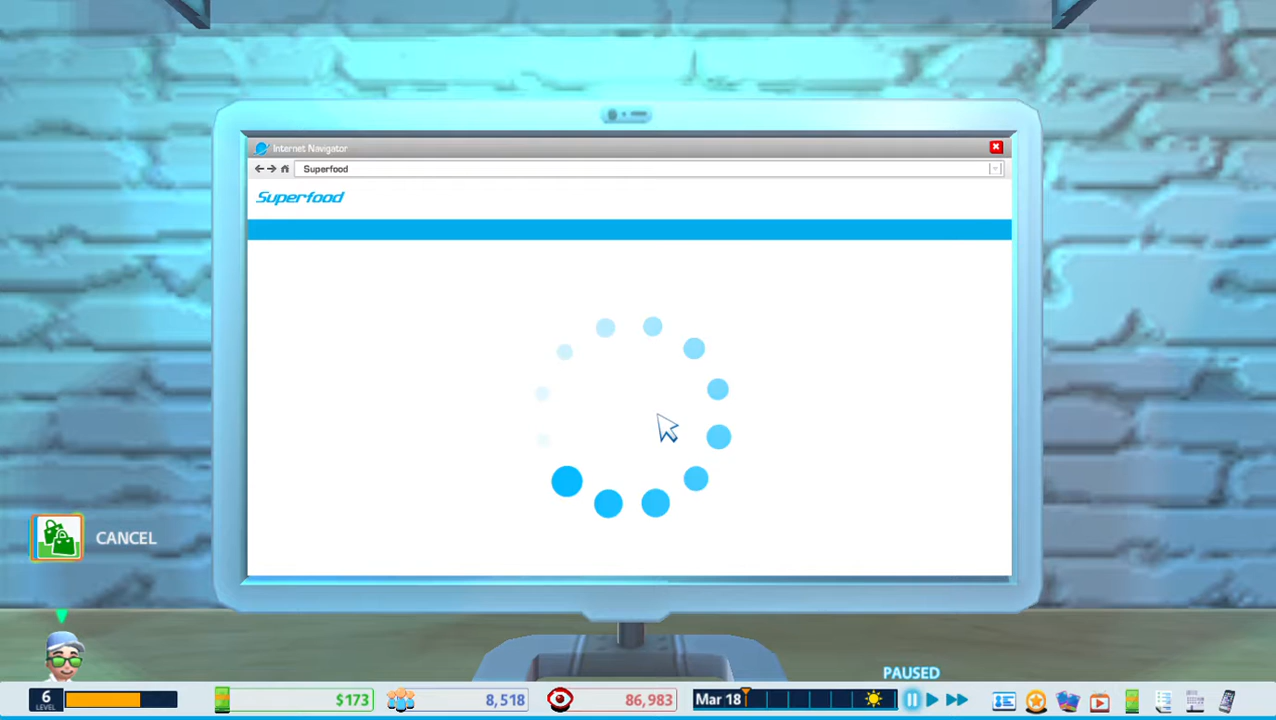 Internet Navigator
Superfood
Superfood
CANCEL
PAUSED
6
LEVEL
$173
8,518
86,983
Mar 18